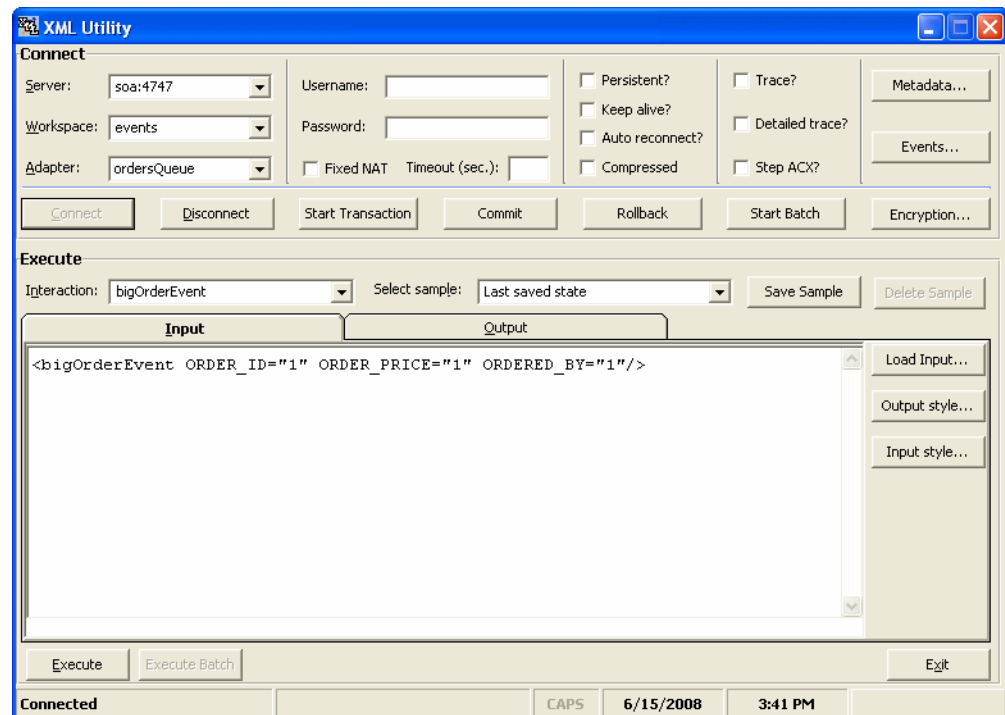 XML Utility
Connect
Server: soa:4747 Username: Persistent? Trace? Metadata...
Keep alive?
Workspace: events Password: Auto reconnect? Detailed trace? Events...
Adapter: ordersQueue Fixed NAT Timeout (sec.): Compressed Step ACX?
Connect Disconnect Start Transaction Commit Rollback Start Batch Encryption...
Execute
Interaction: bigOrderEvent Select sample: Last saved state Save Sample Delete Sample
Input Output
<bigOrderEvent ORDER_ID="1" ORDER_PRICE="1" ORDERED_BY="1"/>
Load Input...
Output style...
Input style...
Execute Execute Batch Exit
Connected CAPS 6/15/2008 3:41 PM